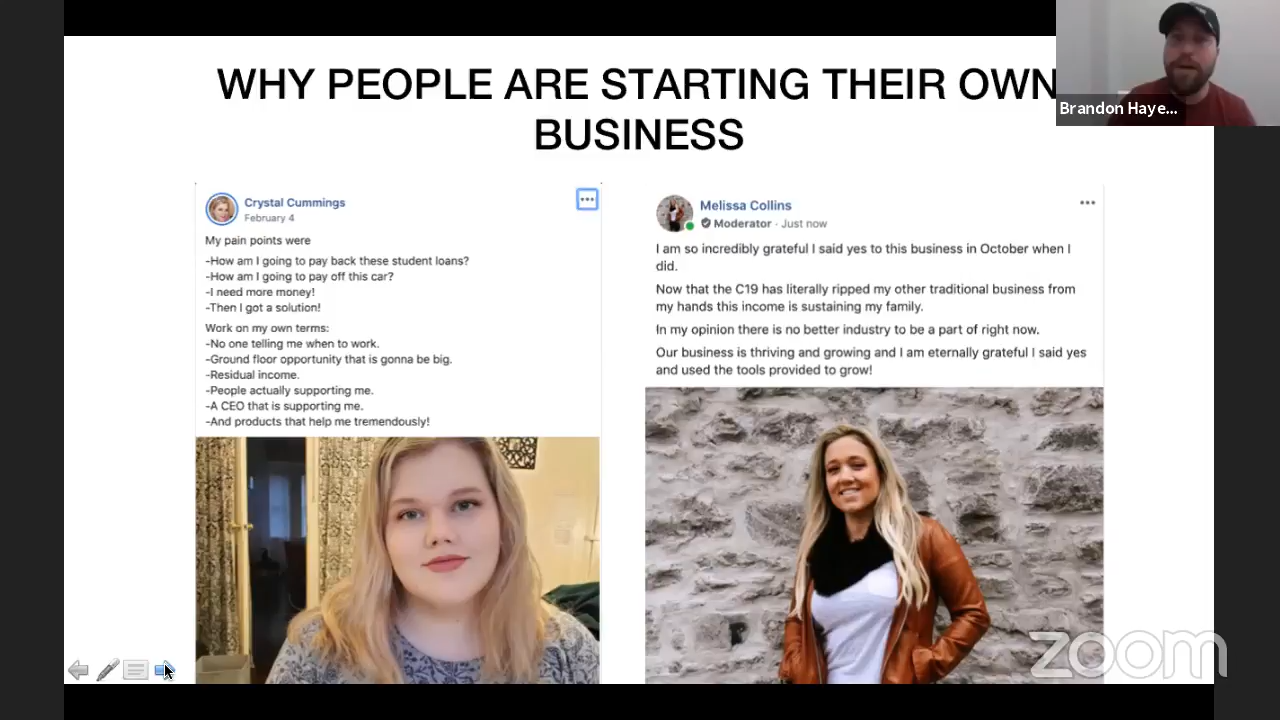 WHY PEOPLE ARE STARTING THEIR OWN
BUSINESS
Brandon Haye...
Crystal Cummings
February 4
My pain points were
-How am I going to pay back these student loans?
-How am I going to pay off this car?
-I need more money!
-Then I got a solution!
Work on my own terms:
-No one telling me when to work.
-Ground floor opportunity that is gonna be big.
-Residual income.
-People actually supporting me.
-A CEO that is supporting me.
-And products that help me tremendously!
Melissa Collins
Moderator · Just now
I am so incredibly grateful I said yes to this business in October when I
did.
Now that the C19 has literally ripped my other traditional business from
my hands this income is sustaining my family.
In my opinion there is no better industry to be a part of right now.
Our business is thriving and growing and I am eternally grateful I said yes
and used the tools provided to grow!
zoom